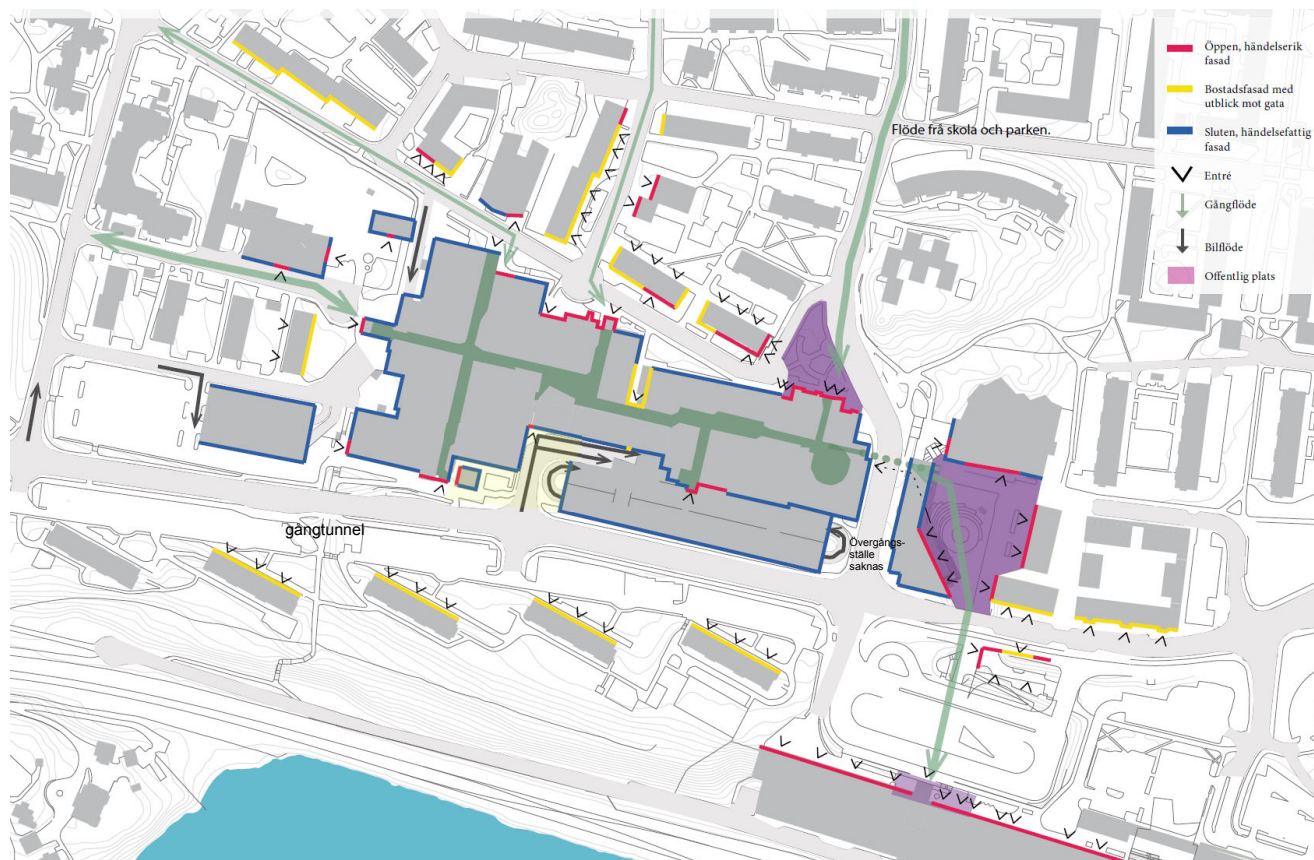 Öppen, händelserik
fasad
Bostadsfasad med
utblick mot gata
Flöde frå skola och parken.
Sluten, händelsefattig
fasad
Entré
Gångflöde
Bilflöde
Offentlig plats
gångtunnel
Övergångs-
ställe
saknas